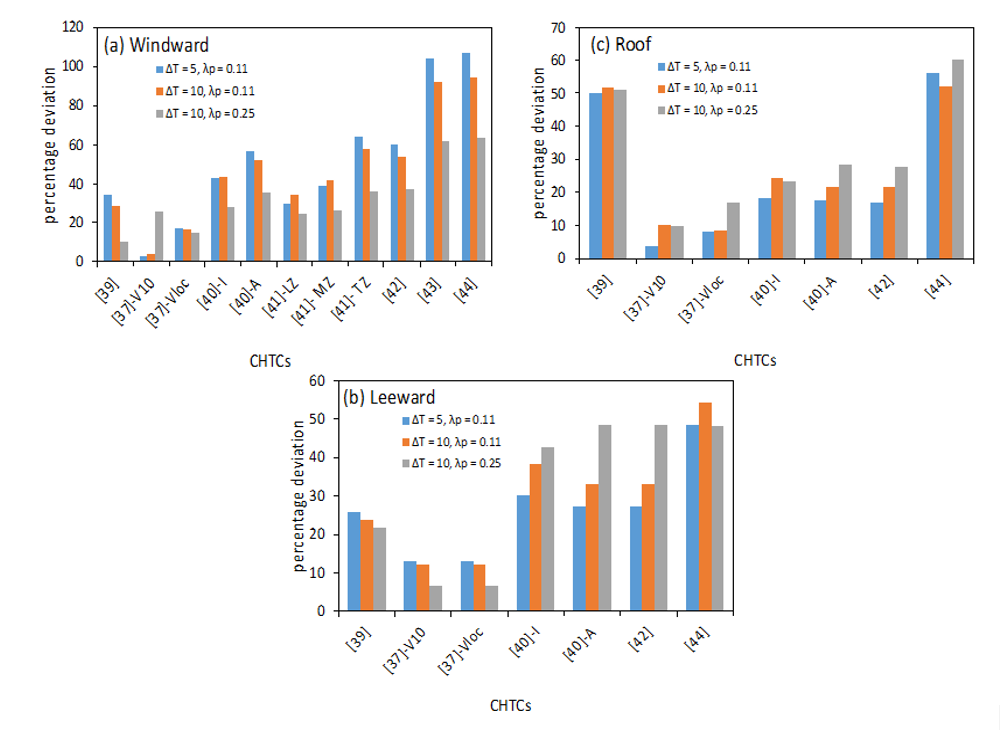 (a) Windward
ΔT = 5, λp = 0.11
ΔT = 10, λp = 0.11
ΔT = 10, λp = 0.25
percentage deviation
120
100
80
60
40
20
0
[39]
[37]-V10
[37]-Vloc
[40]-I
[40]-A
[41]-LZ
[41]- MZ
[41]- TZ
[42]
[43]
[44]
CHTCs
(c) Roof
ΔT = 5, λp = 0.11
ΔT = 10, λp = 0.11
ΔT = 10, λp = 0.25
percentage deviation
70
60
50
40
30
20
10
0
[39]
[37]-V10
[37]-Vloc
[40]-I
[40]-A
[42]
[44]
CHTCs
(b) Leeward
ΔT = 5, λp = 0.11
ΔT = 10, λp = 0.11
ΔT = 10, λp = 0.25
percentage deviation
60
50
40
30
20
10
0
[39]
[37]-V10
[37]-Vloc
[40]-I
[40]-A
[42]
[44]
CHTCs